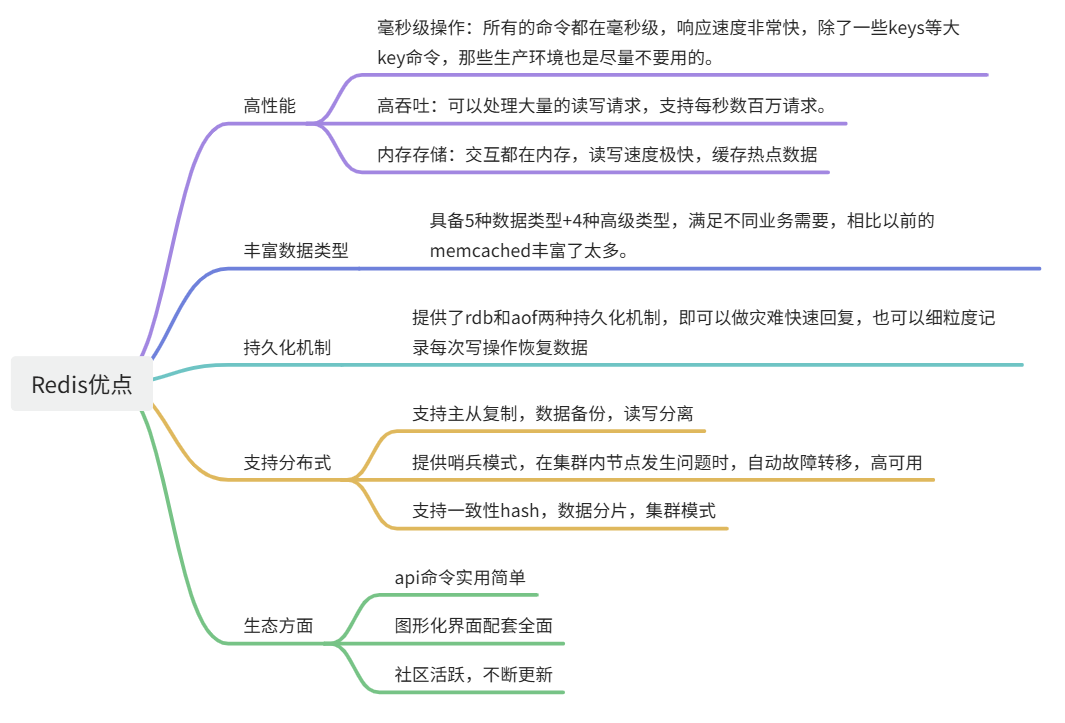 Redis优点
高性能
毫秒级操作：所有的命令都在毫秒级，响应速度非常快，除了一些keys等大
key命令，那些生产环境也是尽量不要用的。
高吞吐：可以处理大量的读写请求，支持每秒数百万请求。
内存存储：交互都在内存，读写速度极快，缓存热点数据
丰富数据类型
具备5种数据类型+4种高级类型，满足不同业务需要，相比以前的
memcached丰富了太多。
持久化机制
提供了rdb和aof两种持久化机制，即可以做灾难快速回复，也可以细粒度记
录每次写操作恢复数据
支持分布式
支持主从复制，数据备份，读写分离
提供哨兵模式，在集群内节点发生问题时，自动故障转移，高可用
支持一致性hash，数据分片，集群模式
生态方面
api命令实用简单
图形化界面配套全面
社区活跃，不断更新